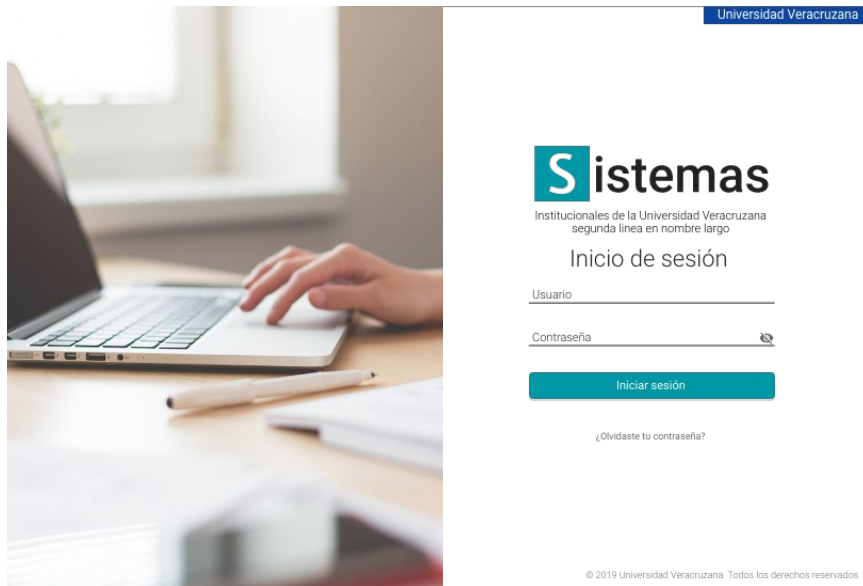 Universidad Veracruzana
Sistemas
Institucionales de la Universidad Veracruzana
segunda linea en nombre largo
Inicio de sesión
Usuario
Contraseña
Iniciar sesión
¿Olvidaste tu contraseña?
© 2019 Universidad Veracruzana. Todos los derechos reservados